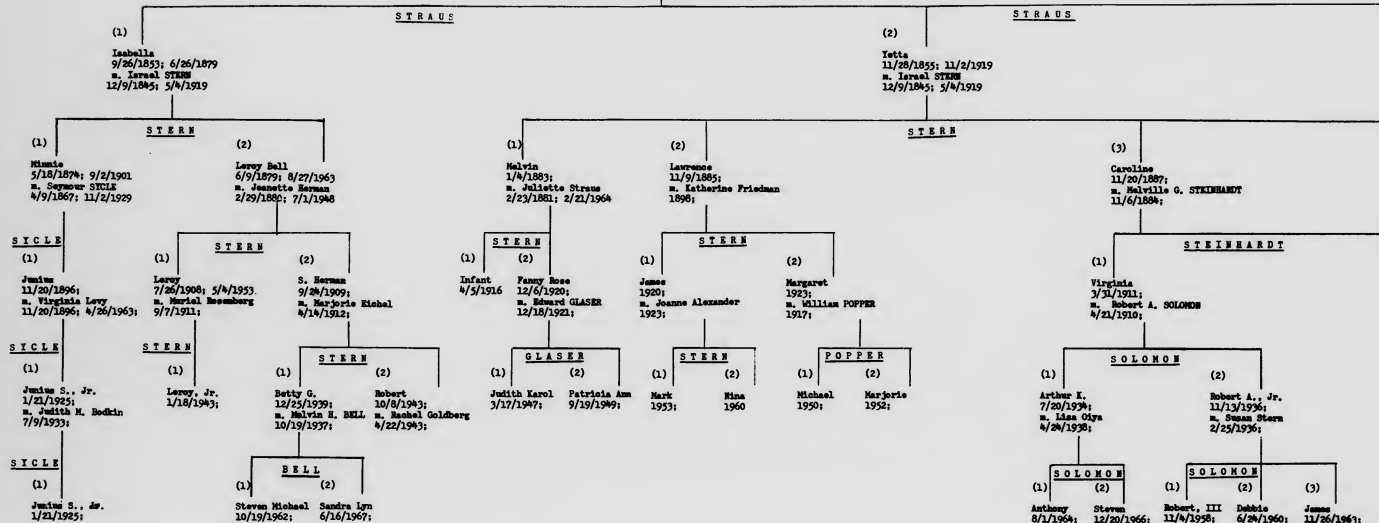 STRAUS
STRAUS
(1)
Isabella
9/26/1853; 6/26/1879
m. Israel STERN
12/9/1845; 5/4/1919
(2)
Yetta
11/28/1855; 11/2/1919
m. Israel STERN
12/9/1845; 5/4/1919
STERN
(1)
Minnie
5/18/1874; 9/2/1901
m. Seymour SYCLE
4/9/1867; 11/2/1929
(2)
Leroy Bell
6/9/1879; 8/27/1963
m. Jeanette Herman
2/29/1880; 7/1/1948
STERN
(1)
Melvin
1/4/1883;
m. Juliette Straus
2/23/1881; 2/21/1964
(2)
Lawrence
11/9/1885;
m. Katherine Friedman
1898;
(3)
Caroline
11/20/1887;
m. Melville G. STEINHARDT
11/6/1884;
SYCLE
(1)
Junius
11/20/1896;
m. Virginia Levy
11/20/1896; 4/26/1963;
STERN
(1)
Leroy
7/26/1908; 5/4/1953.
m. Muriel Rosenberg
9/7/1911;
(2)
S. Herman
9/24/1909;
m. Marjorie Eichel
4/14/1912;
STERN
(1)
Infant
4/5/1916
(2)
Fanny Rose
12/6/1920;
m. Edward GLASER
12/18/1921;
STERN
(1)
James
1920;
m. Joanne Alexander
1923;
(2)
Margaret
1923;
m. William POPPER
1917;
STEINHARDT
(1)
Virginia
3/31/1911;
m. Robert A. SOLOMON
4/21/1910;
SYCLE
(1)
Junius S., Jr.
1/21/1925;
m. Judith M. Bodkin
7/9/1933;
STERN
(1)
Leroy, Jr.
1/18/1943;
STERN
(1)
Betty G.
12/25/1939;
m. Melvin H. BELL
10/19/1937;
(2)
Robert
10/8/1943;
m. Rachel Goldberg
4/22/1943;
GLASER
(1)
Judith Karol
3/17/1947;
(2)
Patricia Ann
9/19/1949;
STERN
(1)
Mark
1953;
(2)
Nina
1960
POPPER
(1)
Michael
1950;
(2)
Marjorie
1952;
SOLOMON
(1)
Arthur K.
7/20/1934;
m. Lisa Oiya
4/24/1938;
(2)
Robert A., Jr.
11/13/1936;
m. Susan Stern
2/25/1936;
SYCLE
(1)
Junius S.,
1/21/1925;
BELL
(1)
Steven Michael
10/19/1962;
(2)
Sandra Lyn
6/16/1967;
SOLOMON
(1)
Anthony
8/1/1964;
(2)
Steven
12/20/1966;
SOLOMON
(1)
Robert, III
11/4/1958;
(2)
Debbie
6/24/1960;
(3)
James
11/26/1963;